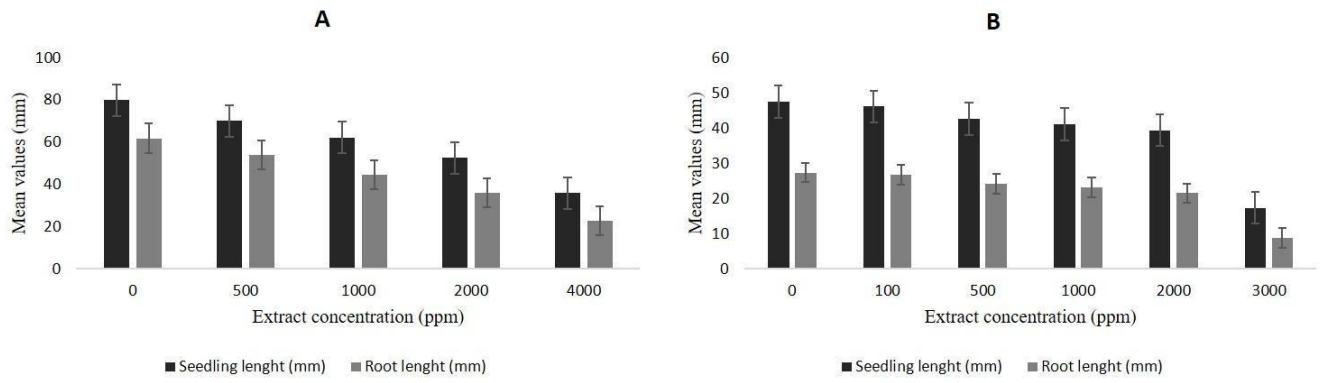 A
Mean values (mm)
100
80
60
40
20
0
0 500 1000 2000 4000
Extract concentration (ppm)
Seedling lenght (mm) Root lenght (mm)
B
Mean values (mm)
60
50
40
30
20
10
0
0 100 500 1000 2000 3000
Extract concentration (ppm)
Seedling lenght (mm) Root lenght (mm)